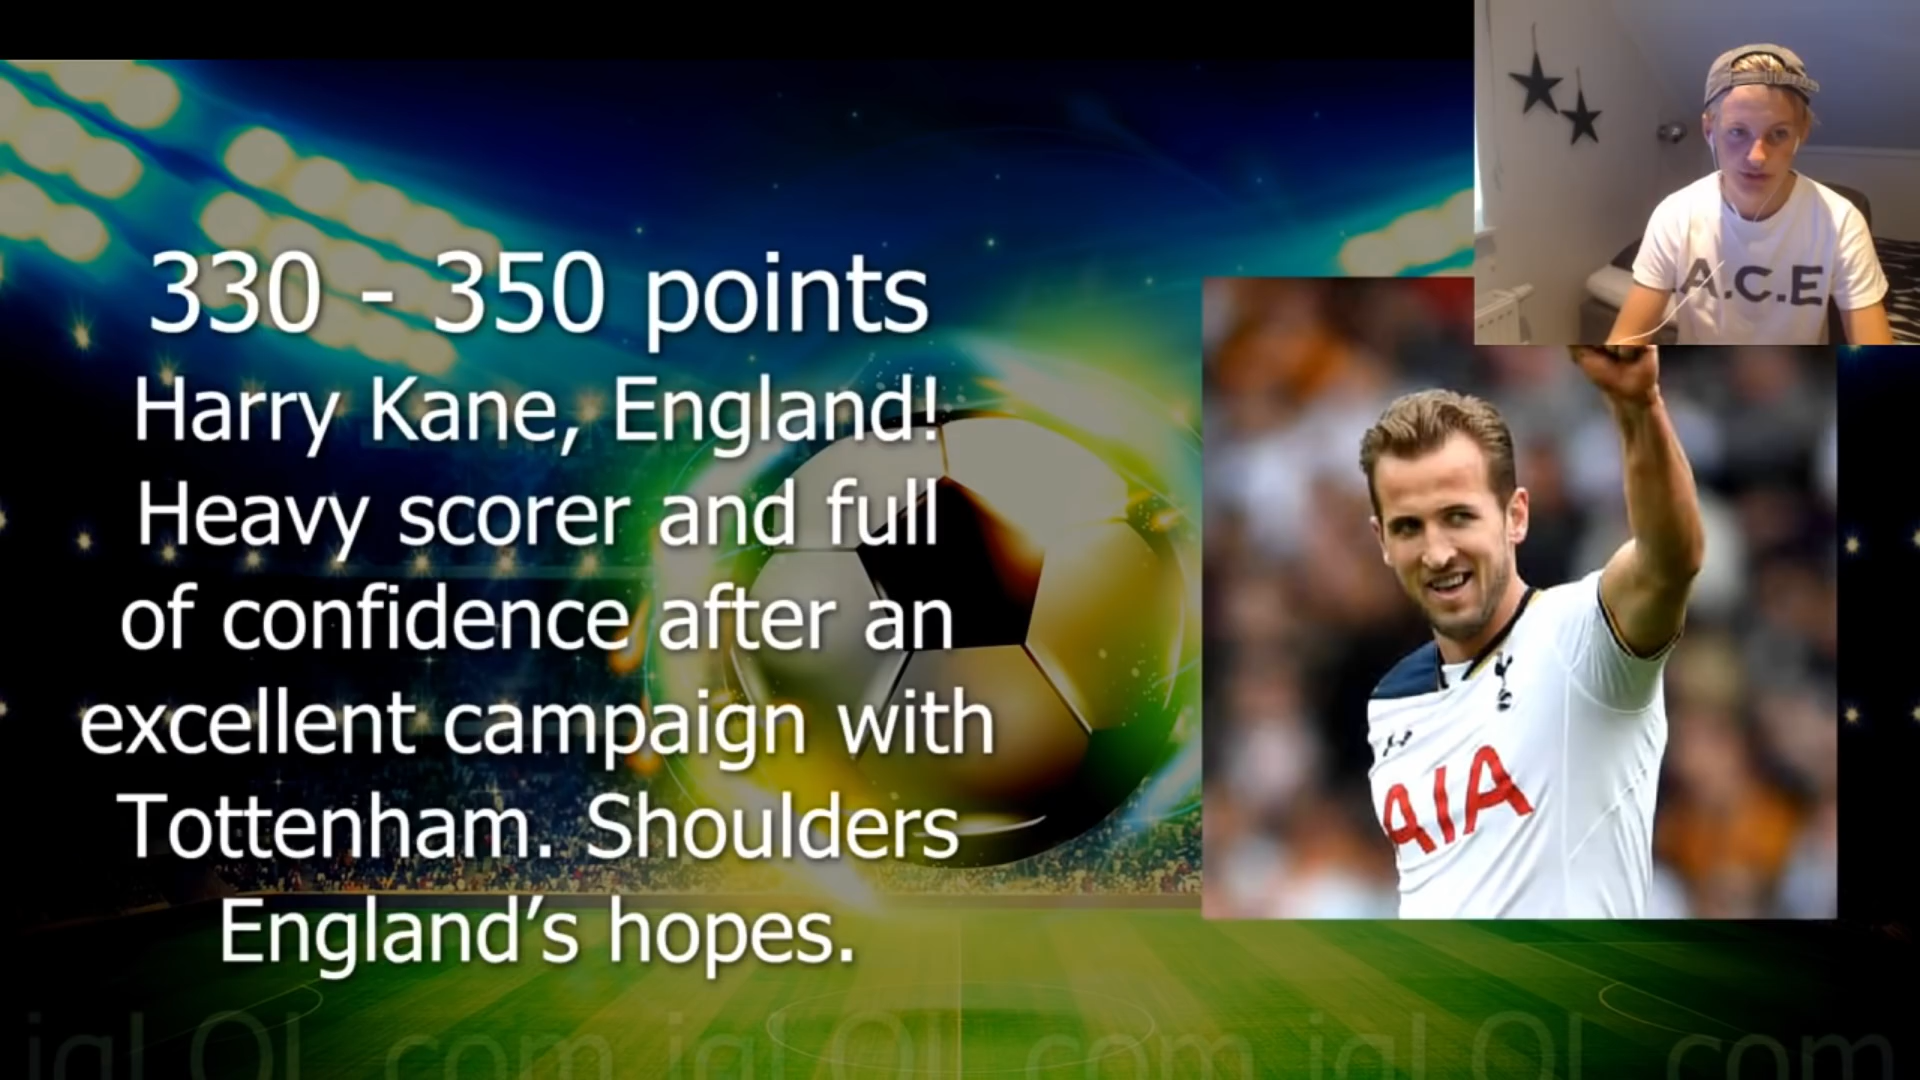 330 - 350 points
Harry Kane, England!
Heavy scorer and full
of confidence after an
excellent campaign with
Tottenham. Shoulders
England’s hopes.
A.C.E
AIA